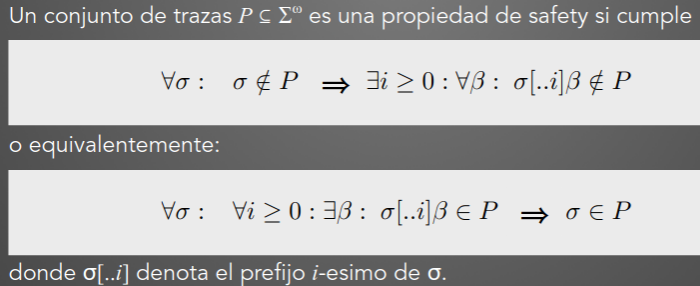 Un conjunto de trazas P ⊆ Σ^ω es una propiedad de safety si cumple
∀σ : σ ∉ P ⇒ ∃i ≥ 0 : ∀β : σ[..i]β ∉ P
o equivalentemente:
∀σ : ∀i ≥ 0 : ∃β : σ[..i]β ∈ P ⇒ σ ∈ P
donde σ[..i] denota el prefijo i-esimo de σ.